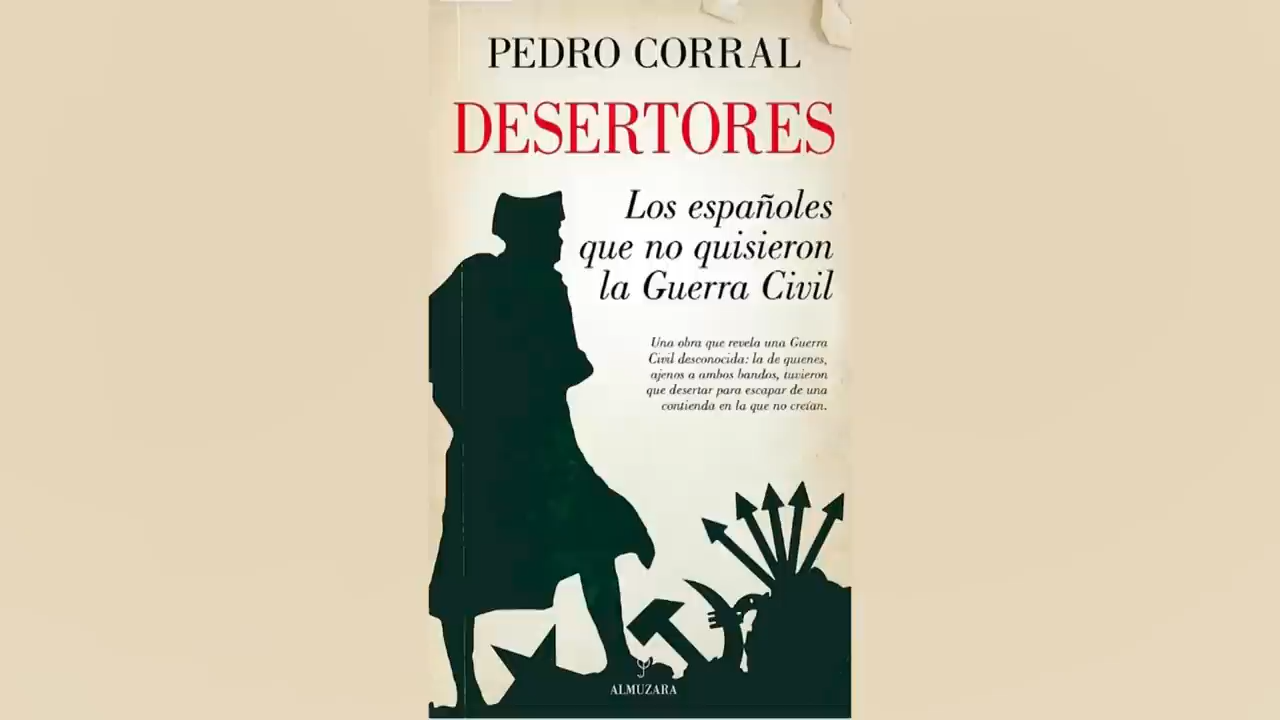 PEDRO CORRAL
DESERTORES
Los españoles
que no quisieron
la Guerra Civil
Una obra que revela una Guerra
Civil desconocida: la de quienes,
ajenos a ambos bandos, tuvieron
que desertar para escapar de una
contienda en la que no creían.
ALMUZARA